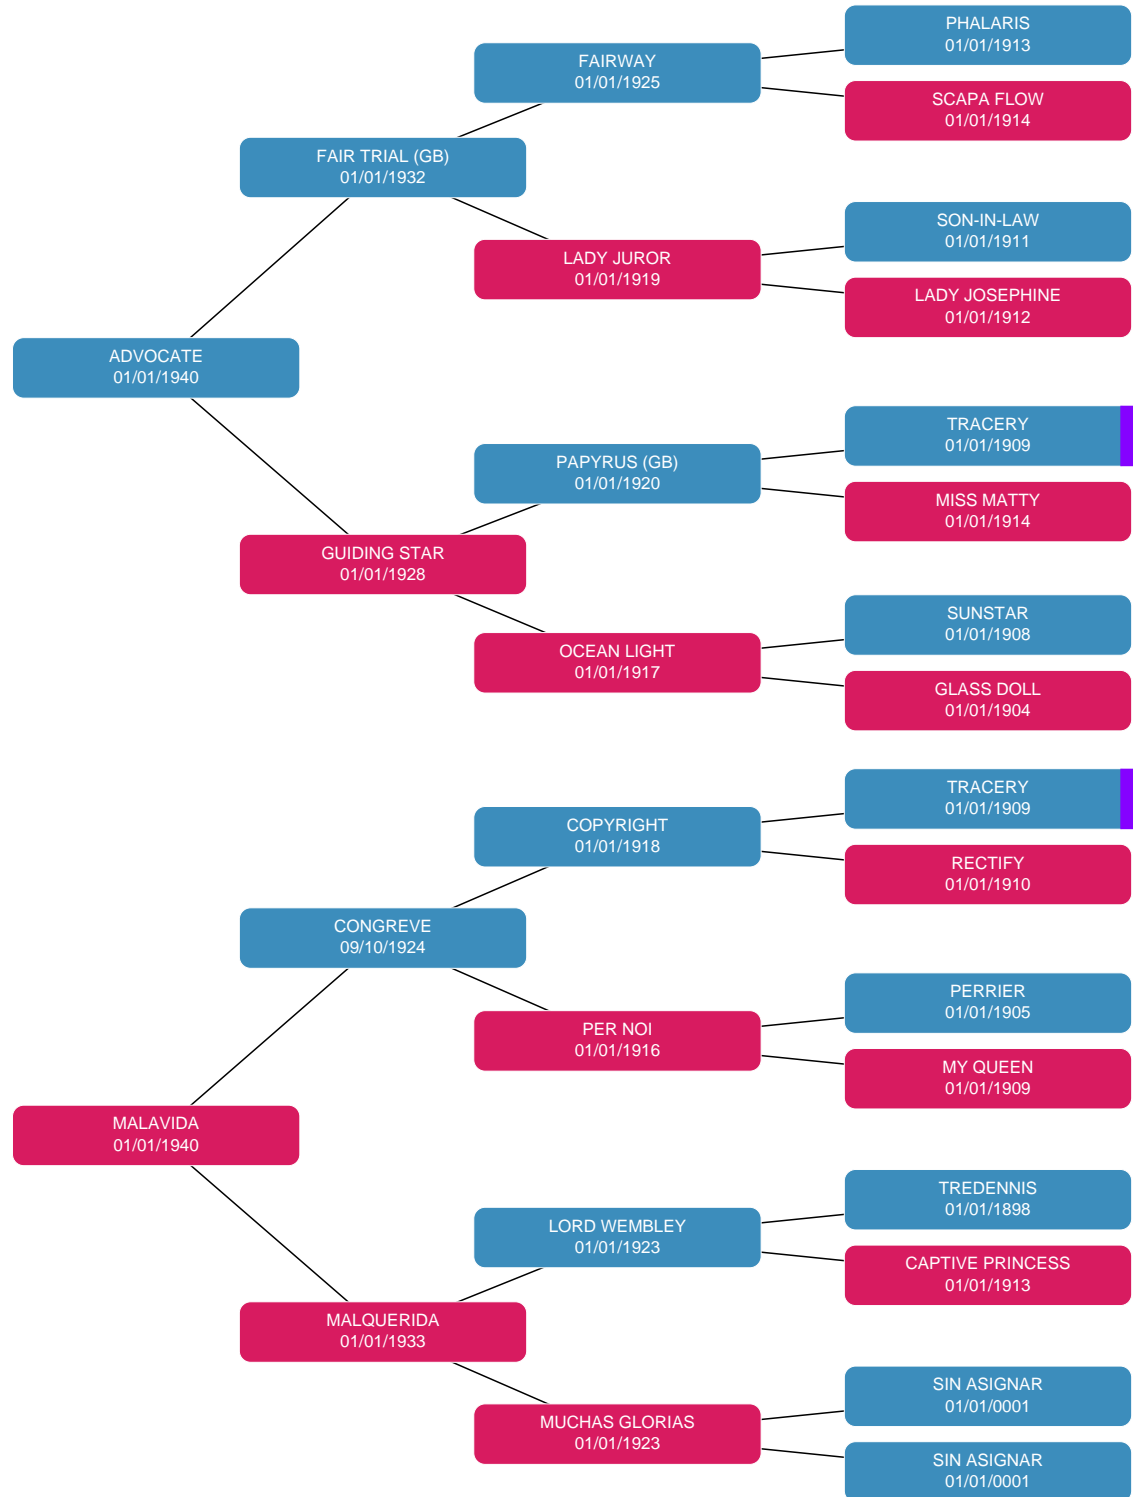 PHALARIS
01/01/1913
FAIRWAY
01/01/1925
SCAPA FLOW
01/01/1914
FAIR TRIAL (GB)
01/01/1932
SON-IN-LAW
01/01/1911
LADY JUROR
01/01/1919
LADY JOSEPHINE
01/01/1912
ADVOCATE
01/01/1940
TRACERY
01/01/1909
PAPYRUS (GB)
01/01/1920
MISS MATTY
01/01/1914
GUIDING STAR
01/01/1928
SUNSTAR
01/01/1908
OCEAN LIGHT
01/01/1917
GLASS DOLL
01/01/1904
TRACERY
01/01/1909
COPYRIGHT
01/01/1918
RECTIFY
01/01/1910
CONGREVE
09/10/1924
PERRIER
01/01/1905
PER NOI
01/01/1916
MY QUEEN
01/01/1909
MALAVIDA
01/01/1940
TREDENNIS
01/01/1898
LORD WEMBLEY
01/01/1923
CAPTIVE PRINCESS
01/01/1913
MALQUERIDA
01/01/1933
SIN ASIGNAR
01/01/0001
MUCHAS GLORIAS
01/01/1923
SIN ASIGNAR
01/01/0001